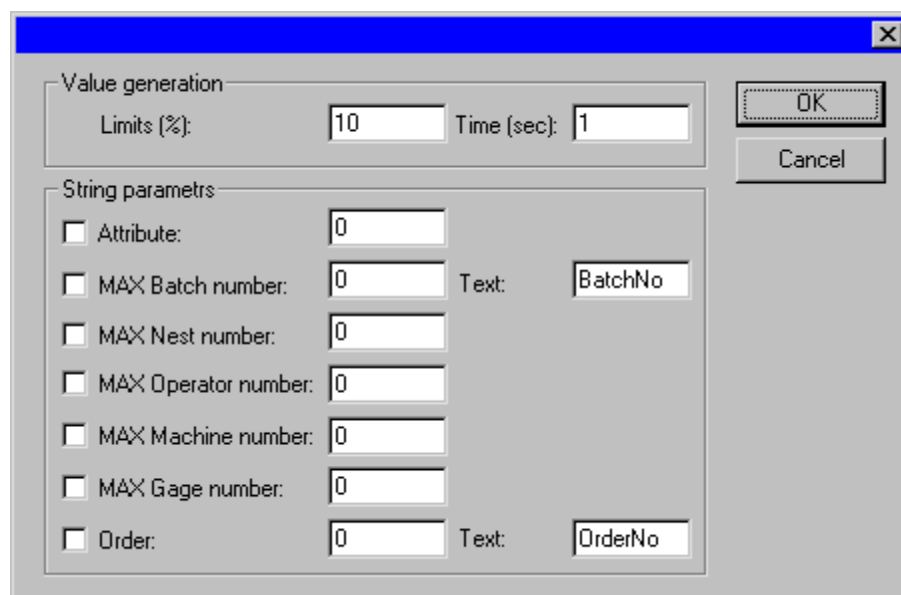 Value generation
Limits (%): 10 Time (sec): 1
OK
Cancel
String parametrs
Attribute: 0
MAX Batch number: 0 Text: BatchNo
MAX Nest number: 0
MAX Operator number: 0
MAX Machine number: 0
MAX Gage number: 0
Order: 0 Text: OrderNo